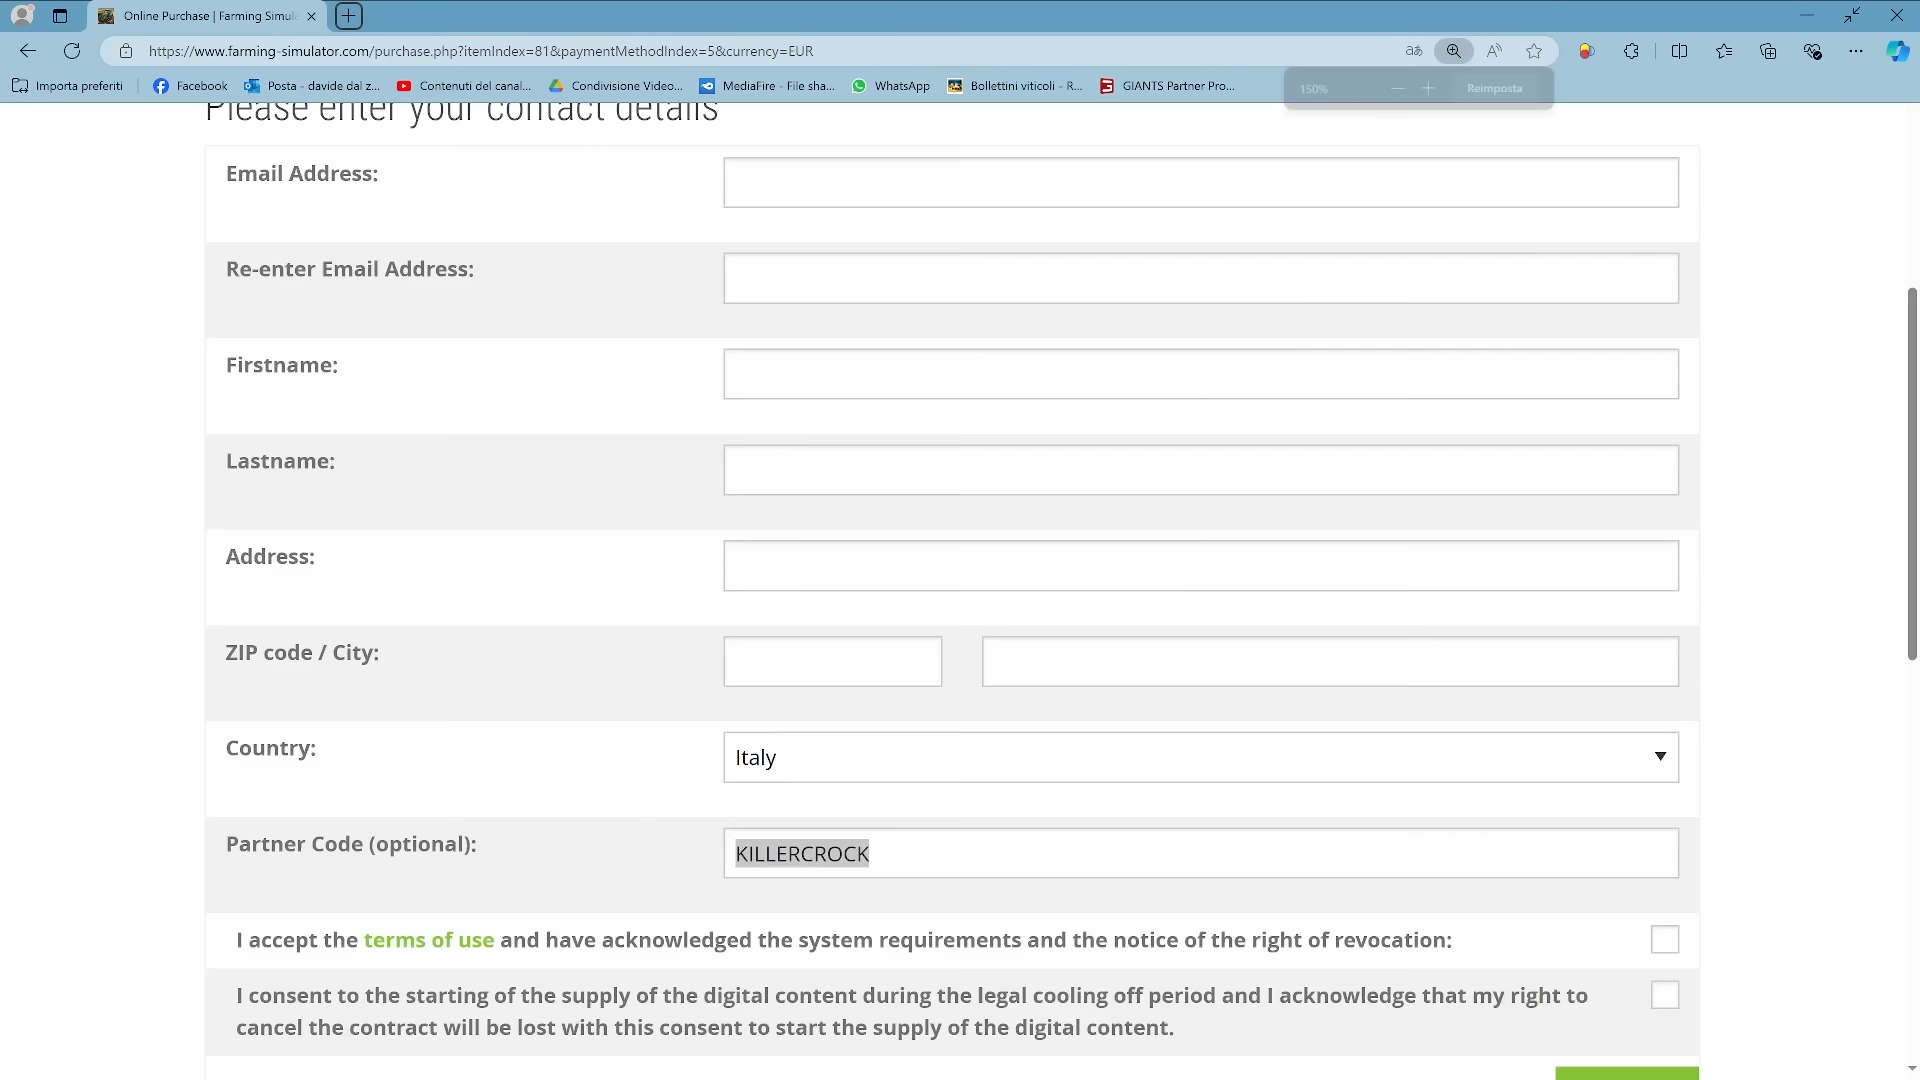 Online Purchase | Farming Simul
https://www.farming-simulator.com/purchase.php?itemIndex=81&paymentMethodIndex=5&currency=EUR
Importa preferiti
Facebook
Posta - davide dal z...
Contenuti del canal...
Condivisione Video...
MediaFire - File sha...
WhatsApp
Bollettini viticoli - R...
GIANTS Partner Pro...
150%
Reimposta
Please enter your contact details
Email Address:
Re-enter Email Address:
Firstname:
Lastname:
Address:
ZIP code / City:
Country:
Italy
Partner Code (optional):
KILLERCROCK
I accept the terms of use and have acknowledged the system requirements and the notice of the right of revocation:
I consent to the starting of the supply of the digital content during the legal cooling off period and I acknowledge that my right to
cancel the contract will be lost with this consent to start the supply of the digital content.